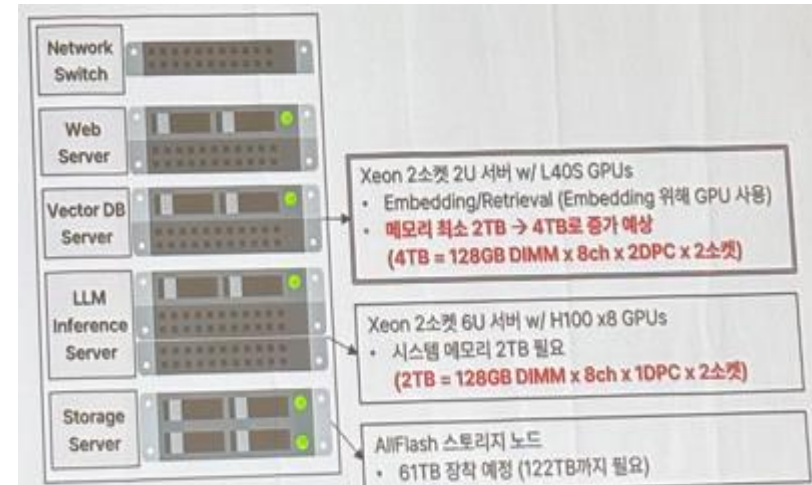 Network
Switch
Web
Server
Vector DB
Server
LLM
Inference
Server
Storage
Server
Xeon 2소켓 2U 서버 w/ L40S GPUs
• Embedding/Retrieval (Embedding 위해 GPU 사용)
• 메모리 최소 2TB → 4TB로 증가 예상
(4TB = 128GB DIMM x 8ch x 2DPC x 2소켓)
Xeon 2소켓 6U 서버 w/ H100 x8 GPUs
• 시스템 메모리 2TB 필요
(2TB = 128GB DIMM x 8ch x 1DPC x 2소켓)
AllFlash 스토리지 노드
• 61TB 장착 예정 (122TB까지 필요)